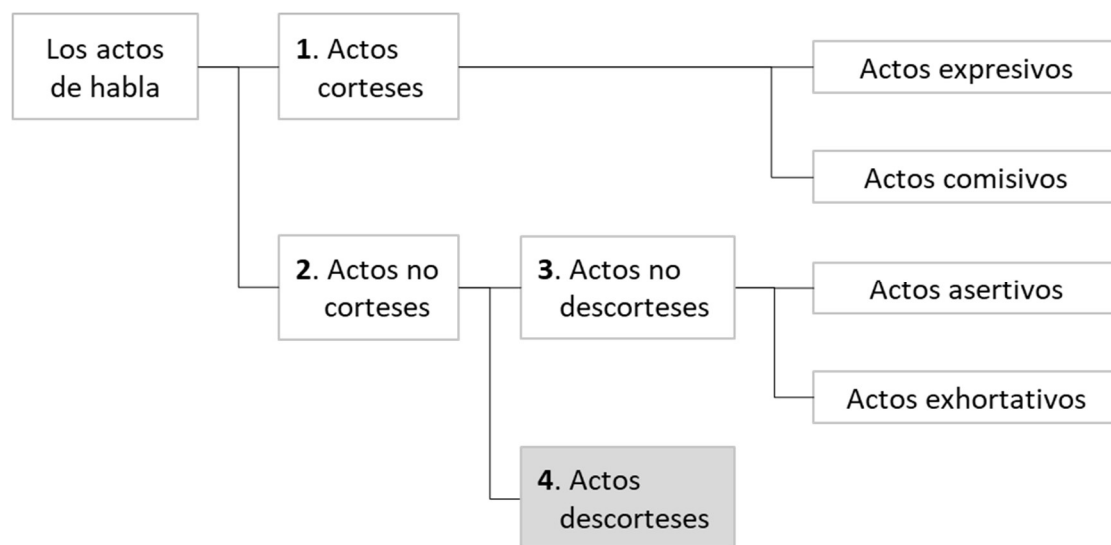 Los actos
de habla
1. Actos
corteses
Actos expresivos
Actos comisivos
2. Actos no
corteses
3. Actos no
descorteses
Actos asertivos
Actos exhortativos
4. Actos
descorteses